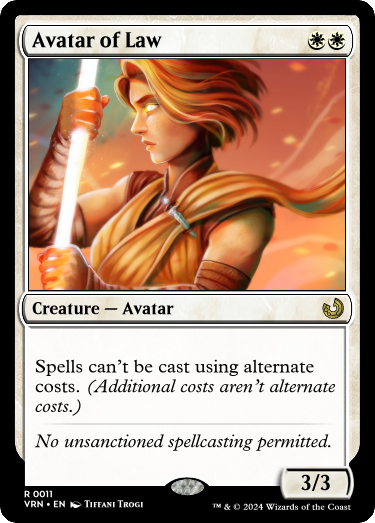 Avatar of Law
Creature — Avatar
Spells can't be cast using alternate
costs. (Additional costs aren't alternate
costs.)
No unsanctioned spellcasting permitted.
3/3
R 0011
VRN • EN Tiffani Trogi
™ & © 2024 Wizards of the Coast